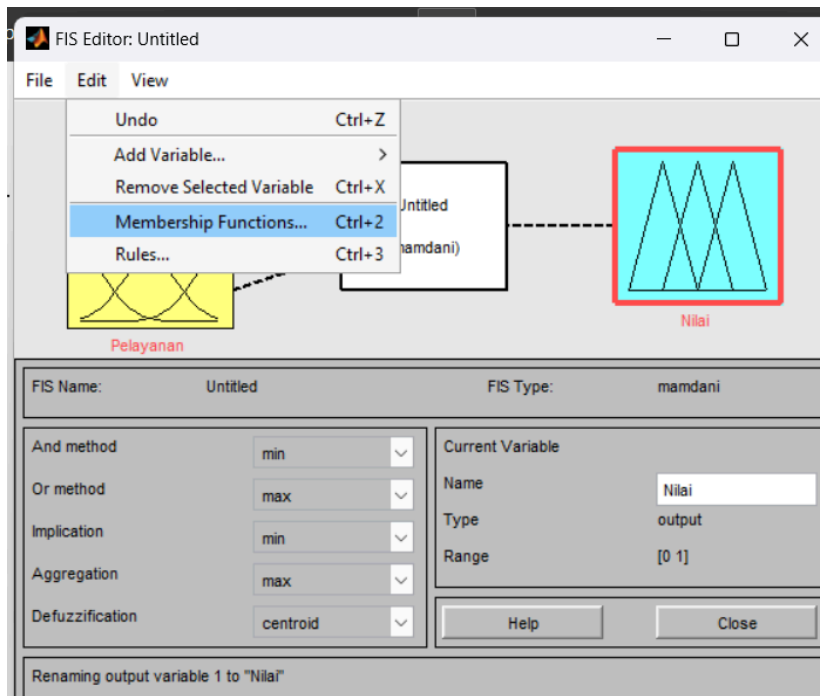 FIS Editor: Untitled
File Edit View
Undo Ctrl+Z
Add Variable...
Remove Selected Variable Ctrl+X
Membership Functions... Ctrl+2
Rules... Ctrl+3
Untitled
(mamdani)
Nilai
Pelayanan
FIS Name: Untitled FIS Type: mamdani
And method min
Or method max
Implication min
Aggregation max
Defuzzification centroid
Current Variable
Name Nilai
Type output
Range [0 1]
Help Close
Renaming output variable 1 to "Nilai"